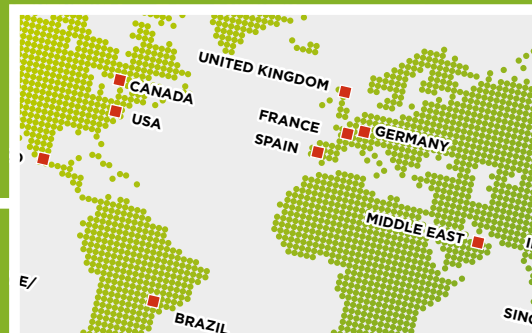 UNITED KINGDOM
CANADA
USA
FRANCE
GERMANY
SPAIN
MIDDLE EAST
BRAZIL